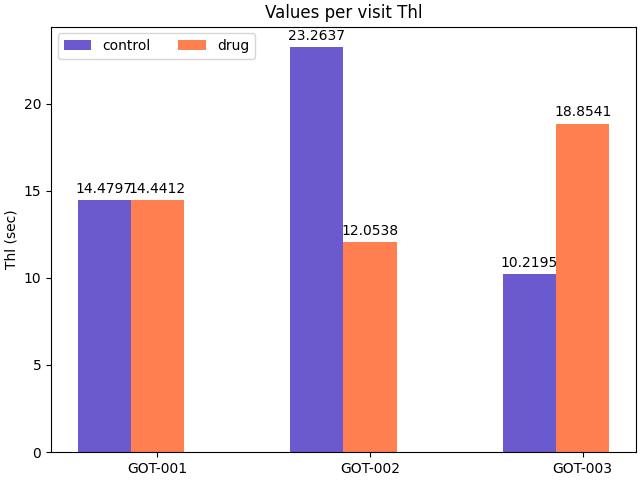 Values per visit Thl
control drug
23.2637
20
18.8541
15
14.4797 14.4412
12.0538
10
10.2195
5
0
Thl (sec)
GOT-001 GOT-002 GOT-003